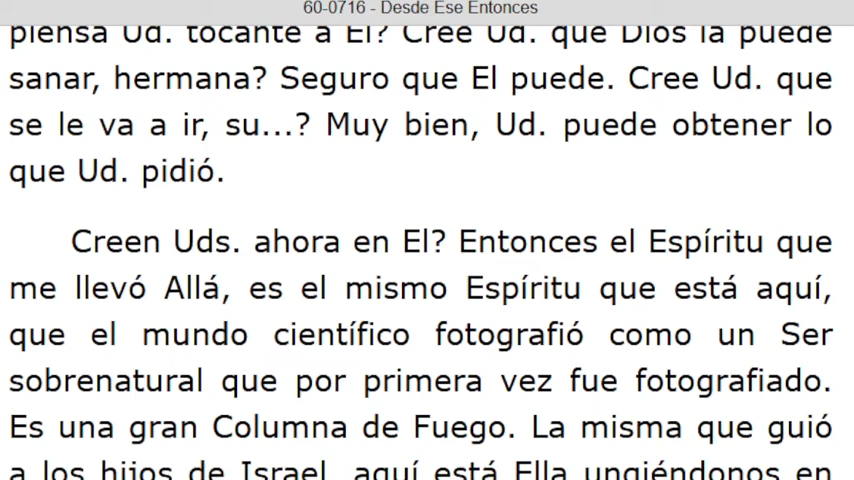 60-0716 - Desde Ese Entonces
piensa Ud. tocante a El? Cree Ud. que Dios la puede
sanar, hermana? Seguro que El puede. Cree Ud. que
se le va a ir, su...? Muy bien, Ud. puede obtener lo
que Ud. pidió.
Creen Uds. ahora en El? Entonces el Espíritu que
me llevó Allá, es el mismo Espíritu que está aquí,
que el mundo científico fotografió como un Ser
sobrenatural que por primera vez fue fotografiado.
Es una gran Columna de Fuego. La misma que guió
a los hijos de Israel, aquí está Ella ungiéndonos en